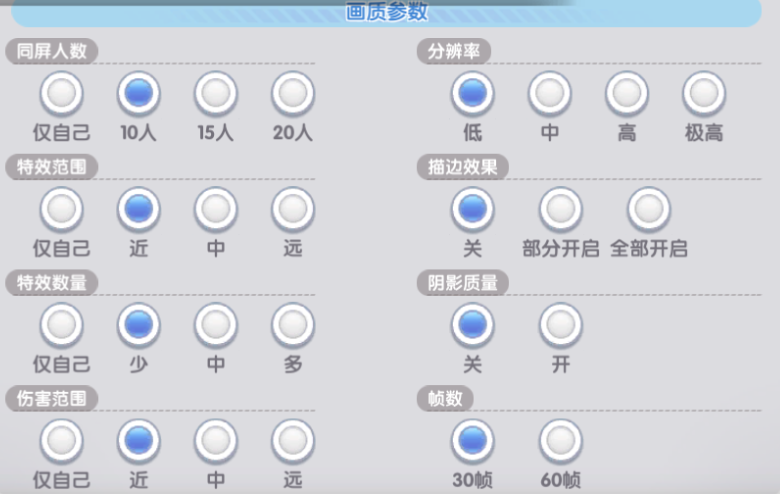 画质参数
同屏人数
仅自己 10人 15人 20人
分辨率
低 中 高 极高
特效范围
仅自己 近 中 远
描边效果
关 部分开启 全部开启
特效数量
仅自己 少 中 多
阴影质量
关 开
伤害范围
仅自己 近 中 远
帧数
30帧 60帧